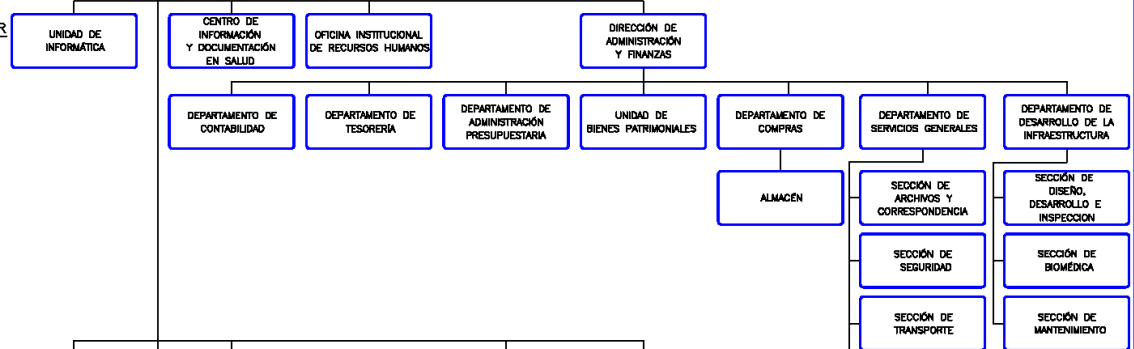 R
UNIDAD DE
INFORMÁTICA
CENTRO DE
INFORMACIÓN
Y DOCUMENTACIÓN
EN SALUD
OFICINA INSTITUCIONAL
DE RECURSOS HUMANOS
DIRECCIÓN DE
ADMINISTRACIÓN
Y FINANZAS
DEPARTAMENTO DE
CONTABILIDAD
DEPARTAMENTO DE
TESORERÍA
DEPARTAMENTO DE
ADMINISTRACIÓN
PRESUPUESTARIA
UNIDAD DE
BIENES PATRIMONIALES
DEPARTAMENTO DE
COMPRAS
DEPARTAMENTO DE
SERVICIOS GENERALES
DEPARTAMENTO DE
DESARROLLO DE LA
INFRAESTRUCTURA
ALMACÉN
SECCIÓN DE
ARCHIVOS Y
CORRESPONDENCIA
SECCIÓN DE
DISEÑO,
DESARROLLO E
INSPECCION
SECCIÓN DE
SEGURIDAD
SECCIÓN DE
BIOMÉDICA
SECCIÓN DE
TRANSPORTE
SECCIÓN DE
MANTENIMIENTO